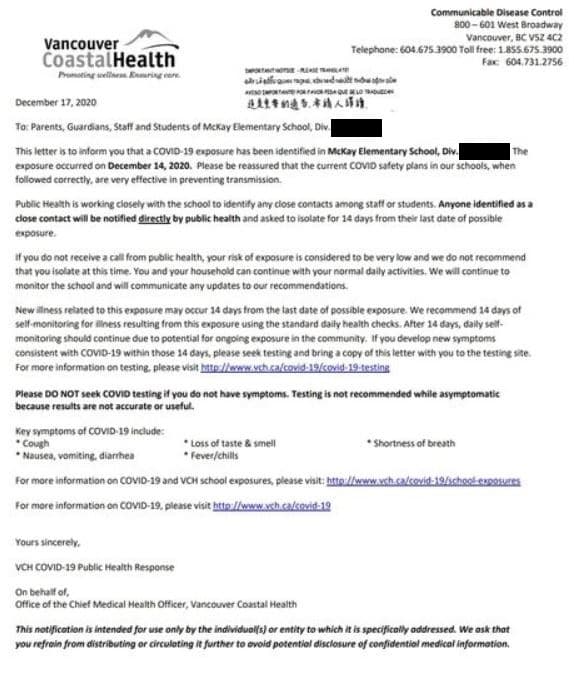 Communicable Disease Control
800 – 601 West Broadway
Vancouver, BC V5Z 4C2
Telephone: 604.675.3900 Toll free: 1.855.675.3900
Fax: 604.731.2756
Vancouver
CoastalHealth
Promoting wellness. Ensuring care.
IMPORTANT NOTICE - PLEASE TRANSLATE!
ĐÂY LÀ ĐIỀU QUAN TRỌNG, XIN NHỜ NGƯỜI THÔNG DỊCH DÙM
AVISO IMPORTANTE! POR FAVOR PIDA QUE SE LO TRADUZCAN
這是重要的通告,希請人譯講.
December 17, 2020
To: Parents, Guardians, Staff and Students of McKay Elementary School, Div.
This letter is to inform you that a COVID-19 exposure has been identified in McKay Elementary School, Div. The
exposure occurred on December 14, 2020. Please be reassured that the current COVID safety plans in our schools, when
followed correctly, are very effective in preventing transmission.
Public Health is working closely with the school to identify any close contacts among staff or students. Anyone identified as a
close contact will be notified directly by public health and asked to isolate for 14 days from their last date of possible
exposure.
If you do not receive a call from public health, your risk of exposure is considered to be very low and we do not recommend
that you isolate at this time. You and your household can continue with your normal daily activities. We will continue to
monitor the school and will communicate any updates to our recommendations.
New illness related to this exposure may occur 14 days from the last date of possible exposure. We recommend 14 days of
self-monitoring for illness resulting from this exposure using the standard daily health checks. After 14 days, daily self-
monitoring should continue due to potential for ongoing exposure in the community. If you develop new symptoms
consistent with COVID-19 within those 14 days, please seek testing and bring a copy of this letter with you to the testing site.
For more information on testing, please visit http://www.vch.ca/covid-19/covid-19-testing
Please DO NOT seek COVID testing if you do not have symptoms. Testing is not recommended while asymptomatic
because results are not accurate or useful.
Key symptoms of COVID-19 include:
* Cough * Loss of taste & smell * Shortness of breath
* Nausea, vomiting, diarrhea * Fever/chills
For more information on COVID-19 and VCH school exposures, please visit: http://www.vch.ca/covid-19/school-exposures
For more information on COVID-19, please visit http://www.vch.ca/covid-19
Yours sincerely,
VCH COVID-19 Public Health Response
On behalf of,
Office of the Chief Medical Health Officer, Vancouver Coastal Health
This notification is intended for use only by the individual(s) or entity to which it is specifically addressed. We ask that
you refrain from distributing or circulating it further to avoid potential disclosure of confidential medical information.